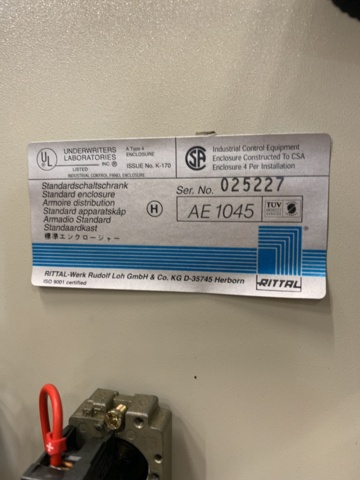 UL
UNDERWRITERS
LABORATORIES
INC.®
LISTED
INDUSTRIAL CONTROL PANEL ENCLOSURE
A Type 4
ENCLOSURE
ISSUE No. K-170
SA
Industrial Control Equipment
Enclosure Constructed To CSA
Enclosure 4 Per Installation
Standardschaltschrank
Standard enclosure
Armoire distribution
Standard apparatskåp
Armadio Standard
Standaardkast
標準エンクロージャー
H
Ser. No. 025227
AE 1045
TÜV
RITTAL
RITTAL-Werk Rudolf Loh GmbH & Co. KG D-35745 Herborn
ISO 9001 certified